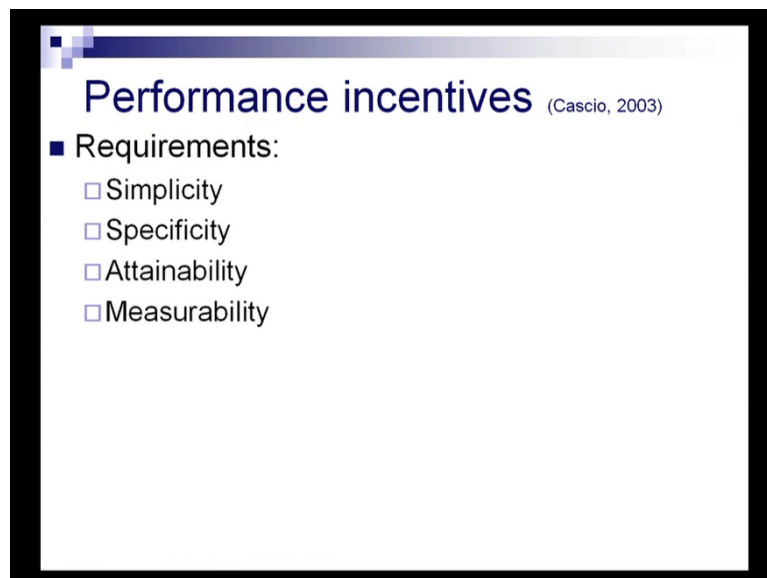 Performance incentives (Cascio, 2003)
Requirements:
Simplicity
Specificity
Attainability
Measurability